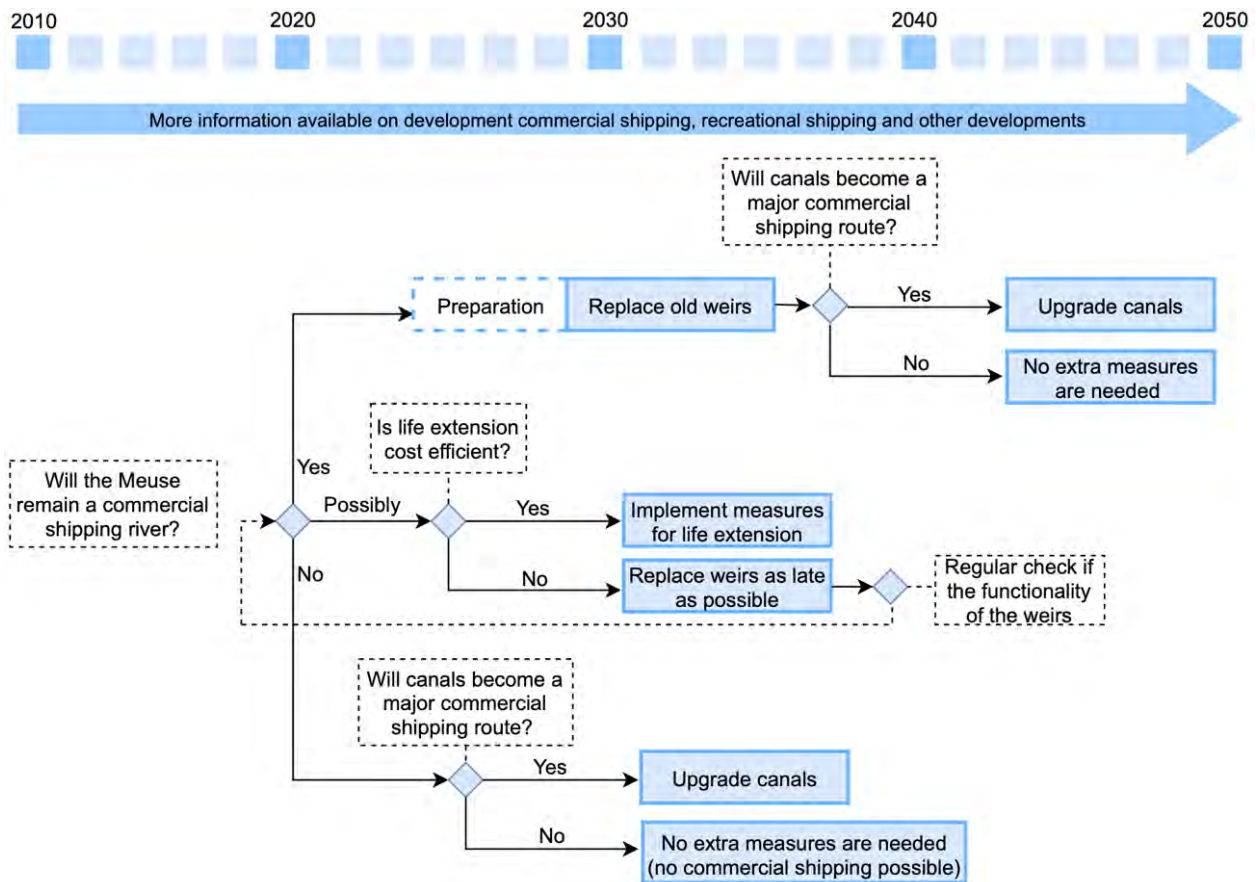 2010 2020 2030 2040 2050
More information available on development commercial shipping, recreational shipping and other developments
Will canals become a
major commercial
shipping route?
Preparation
Replace old weirs
Yes
Upgrade canals
No
No extra measures
are needed
Is life extension
cost efficient?
Will the Meuse
remain a commercial
shipping river?
Yes
Possibly
No
Yes
Implement measures
for life extension
No
Replace weirs as late
as possible
Regular check if
the functionality
of the weirs
Will canals become a
major commercial
shipping route?
Yes
Upgrade canals
No
No extra measures are needed
(no commercial shipping possible)